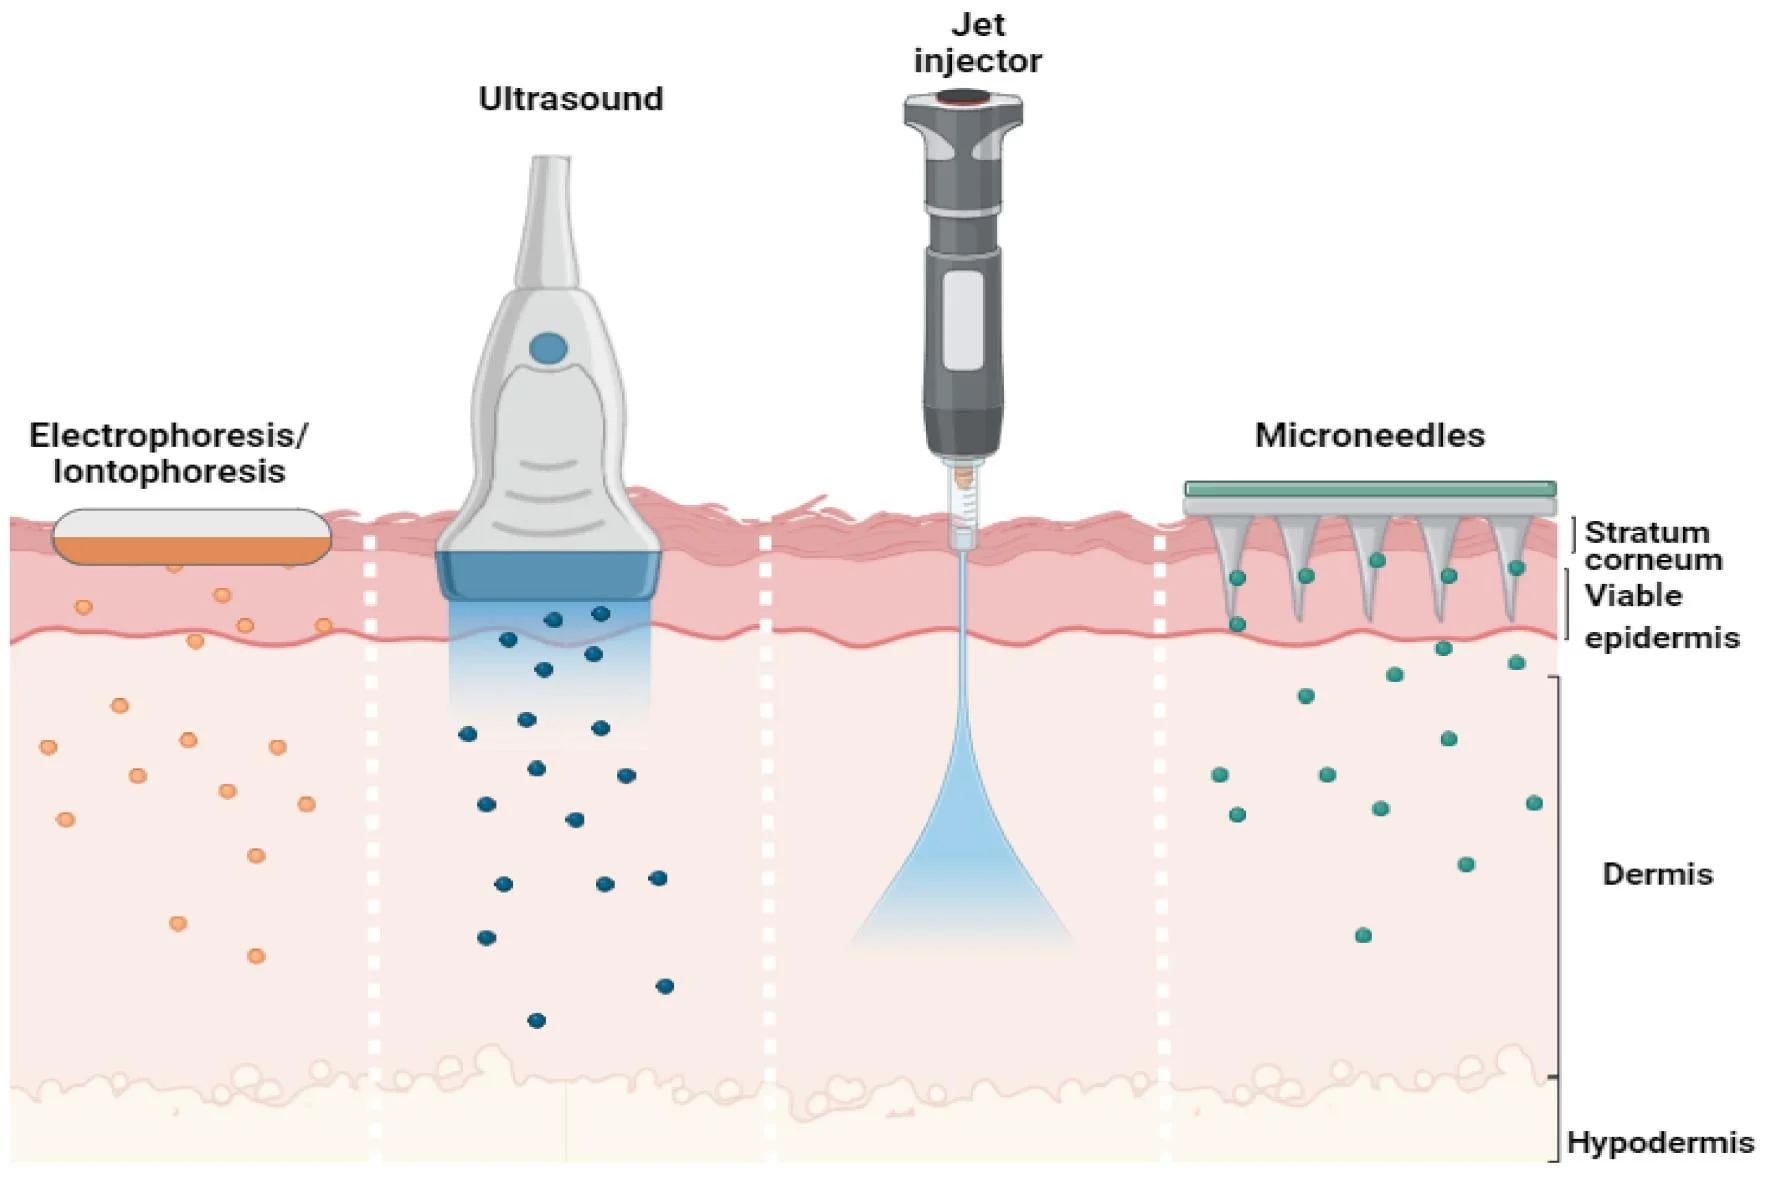 Jet
injector
Ultrasound
Electrophoresis/
Iontophoresis
Microneedles
Stratum
corneum
Viable
epidermis
Dermis
Hypodermis